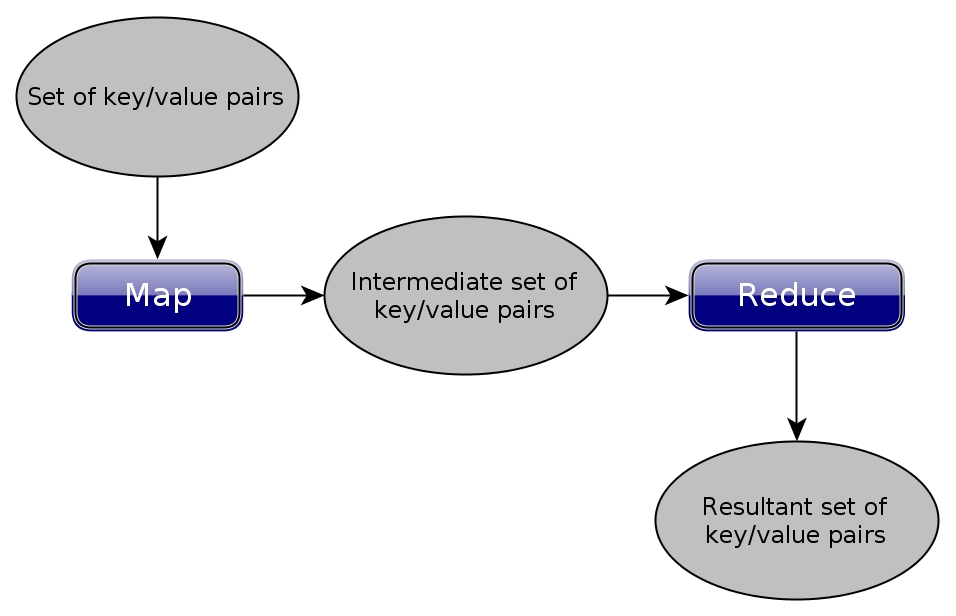 Set of key/value pairs
Map
Intermediate set of
key/value pairs
Reduce
Resultant set of
key/value pairs